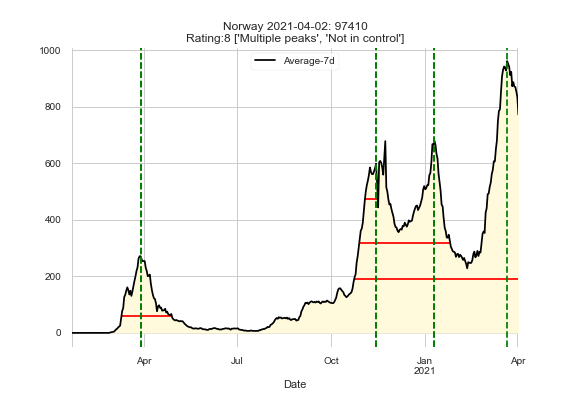 Norway 2021-04-02: 97410
Rating:8 ['Multiple peaks', 'Not in control']
Average-7d
1000
800
600
400
200
0
Apr
Jul
Oct
Jan
2021
Apr
Date